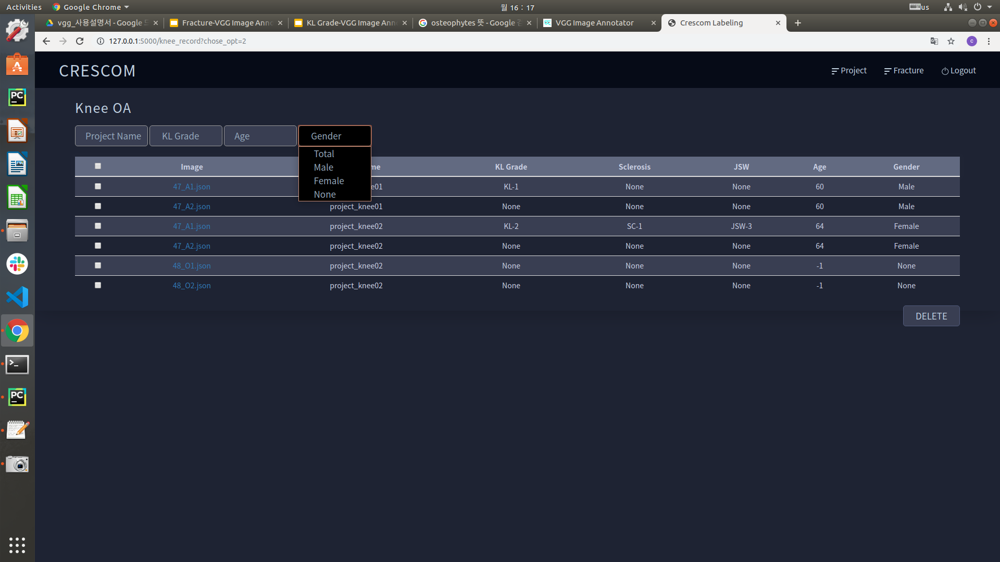 Activities Google Chrome 월 16 : 17 us
vgg_사용설명서 - Google Fracture-VGG Image Anno KL Grade-VGG Image Ann osteophytes 뜻 - Google VGG Image Annotator Crescom Labeling
127.0.0.1:5000/knee_record?chose_opt=2 c
CRESCOM Project Fracture Logout
Knee OA
Project Name KL Grade Age Gender
Total
Male
Female
None
Image me KL Grade Sclerosis JSW Age Gender
47_A1.json e01 KL-1 None None 60 Male
47_A2.json project_knee01 None None None 60 Male
47_A1.json project_knee02 KL-2 SC-1 JSW-3 64 Female
47_A2.json project_knee02 None None None 64 Female
48_O1.json project_knee02 None None None -1 None
48_O2.json project_knee02 None None None -1 None
DELETE
PC
PC